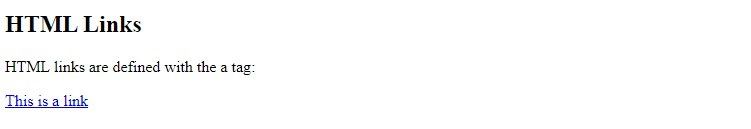 HTML Links
HTML links are defined with the a tag:
This is a link